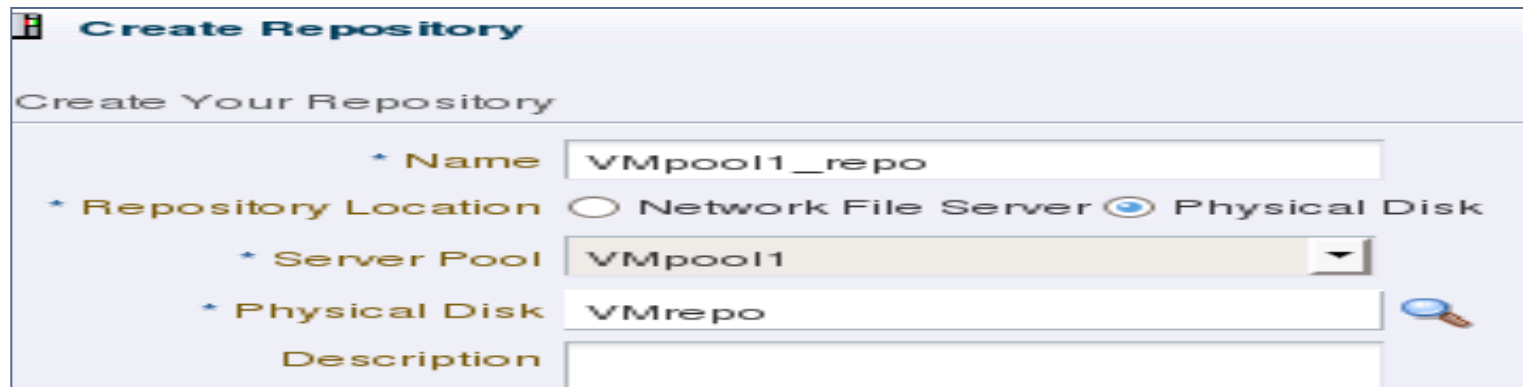 Create Repository
Create Your Repository
* Name VMpool1_repo
* Repository Location Network File Server Physical Disk
* Server Pool VMpool1
* Physical Disk VMrepo
Description